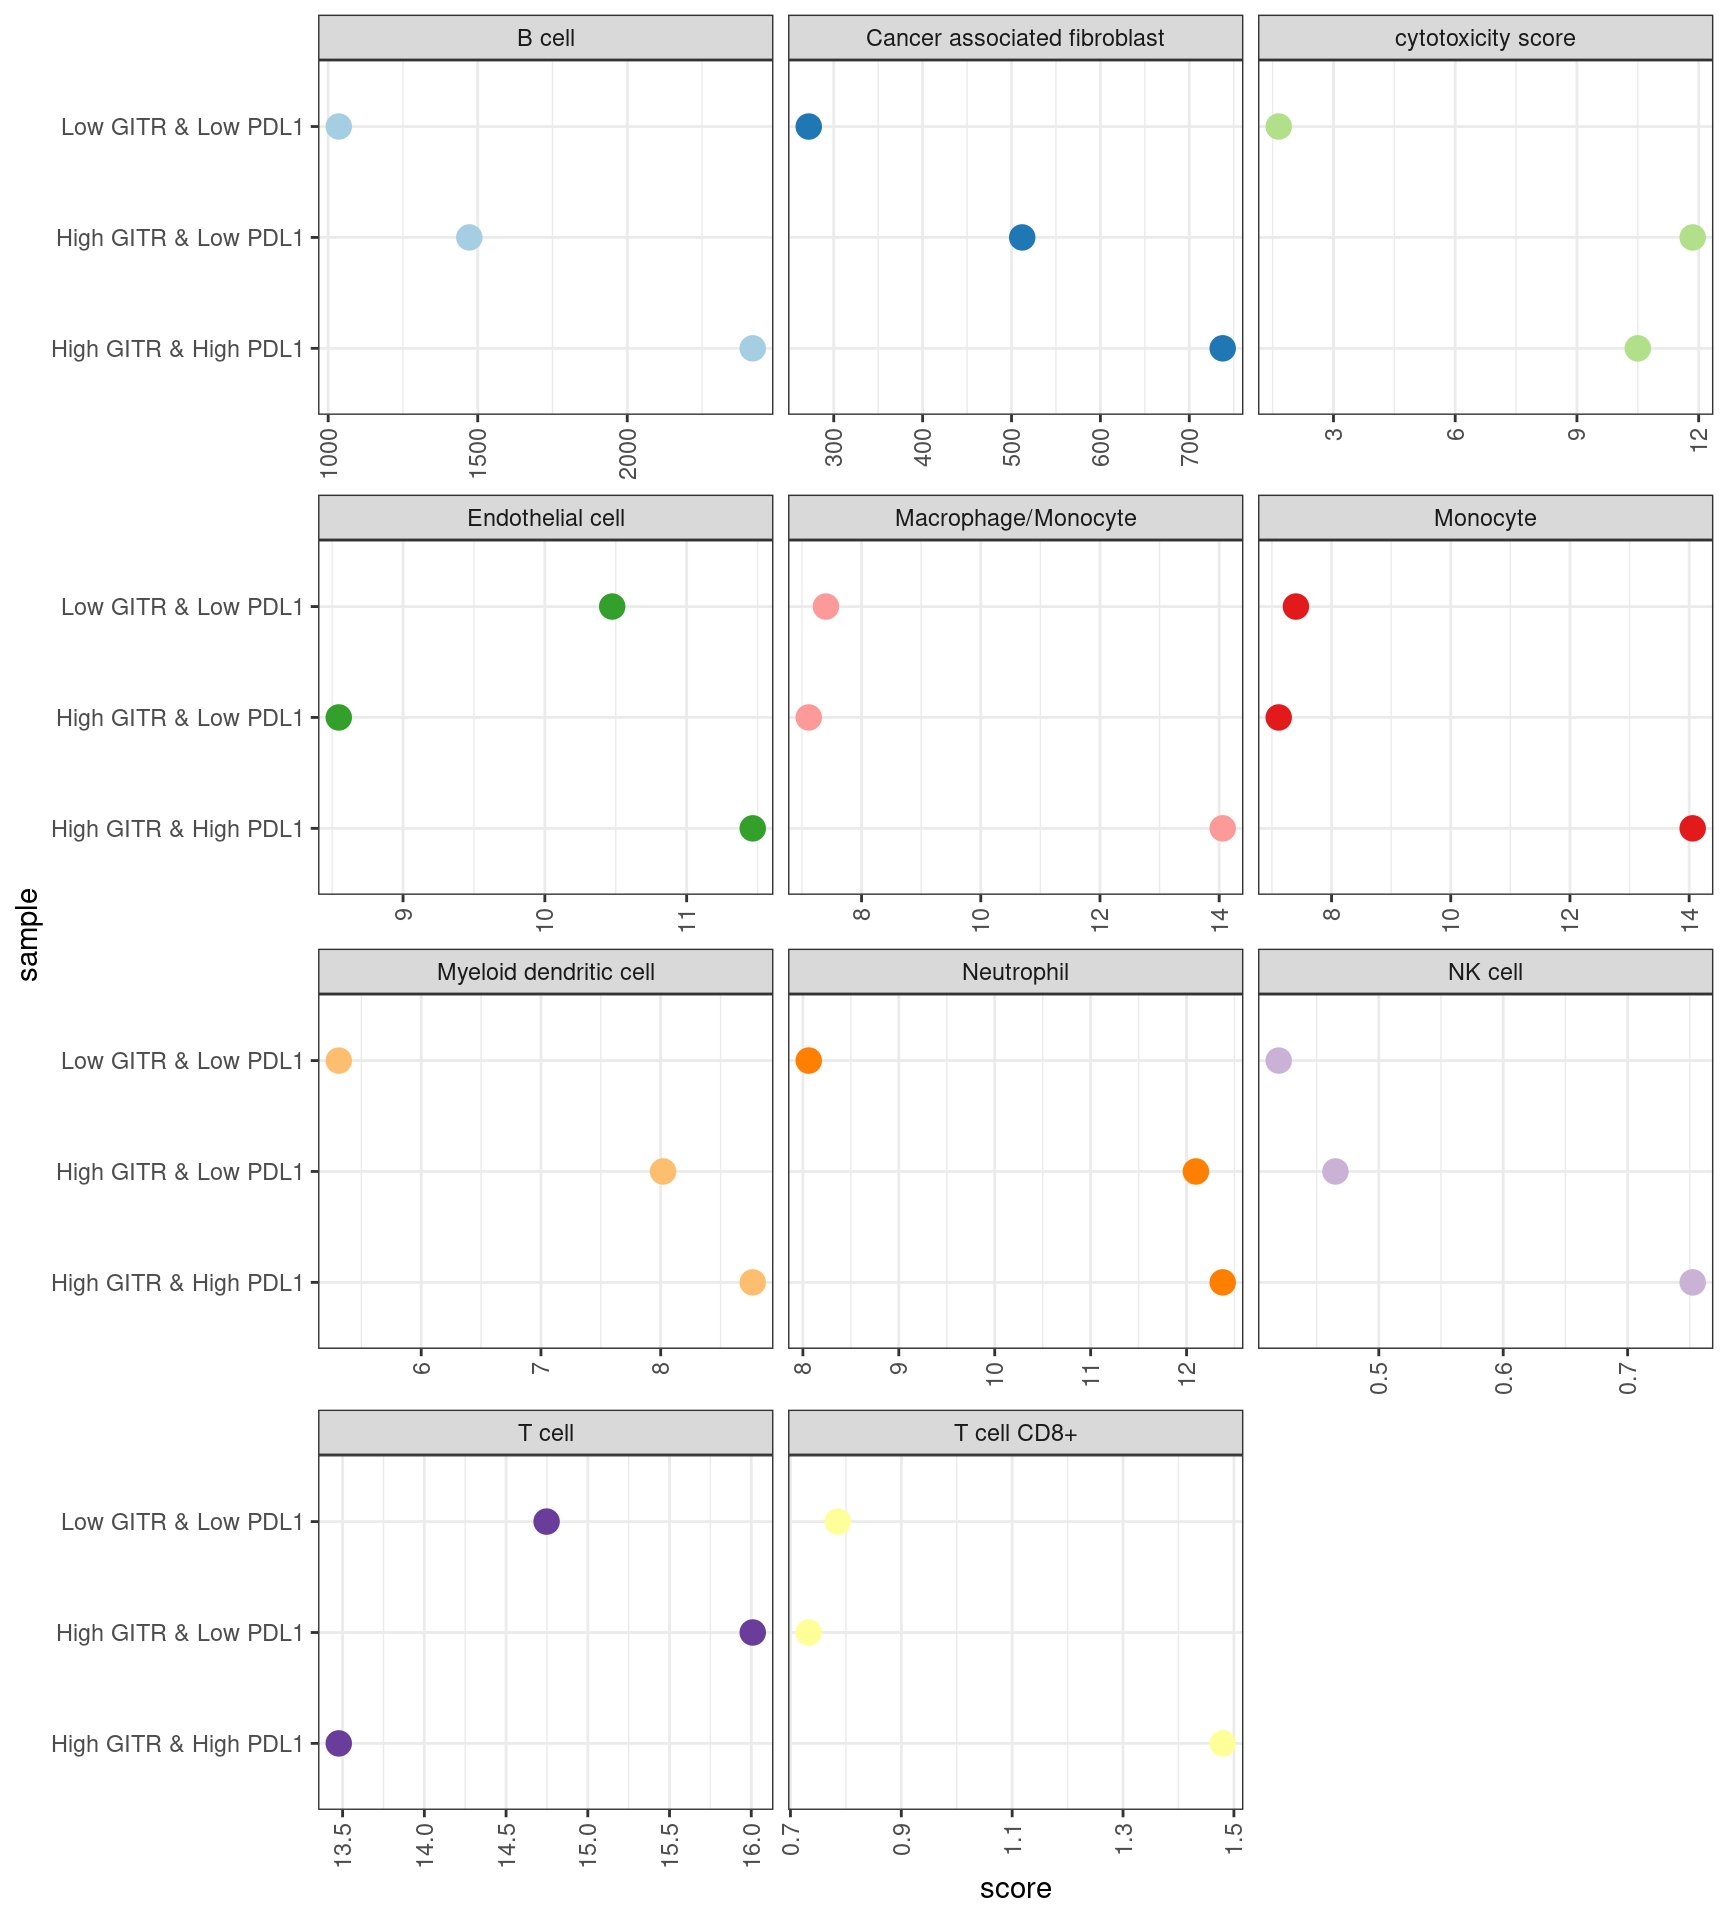 B cell
Cancer associated fibroblast
cytotoxicity score
Low GITR & Low PDL1
High GITR & Low PDL1
High GITR & High PDL1
1000 1500 2000
300 400 500 600 700
3 6 9 12
Endothelial cell
Macrophage/Monocyte
Monocyte
Low GITR & Low PDL1
High GITR & Low PDL1
High GITR & High PDL1
9 10 11
8 10 12 14
8 10 12 14
sample
Myeloid dendritic cell
Neutrophil
NK cell
Low GITR & Low PDL1
High GITR & Low PDL1
High GITR & High PDL1
6 7 8
8 9 10 11 12
0.5 0.6 0.7
T cell
T cell CD8+
Low GITR & Low PDL1
High GITR & Low PDL1
High GITR & High PDL1
13.5 14.0 14.5 15.0 15.5 16.0
0.7 0.9 1.1 1.3 1.5
score